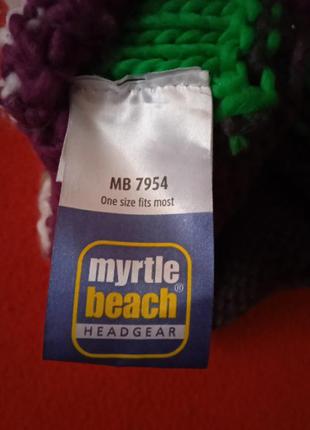 MB 7954
One size fits most
myrtle
beach®
HEADGEAR